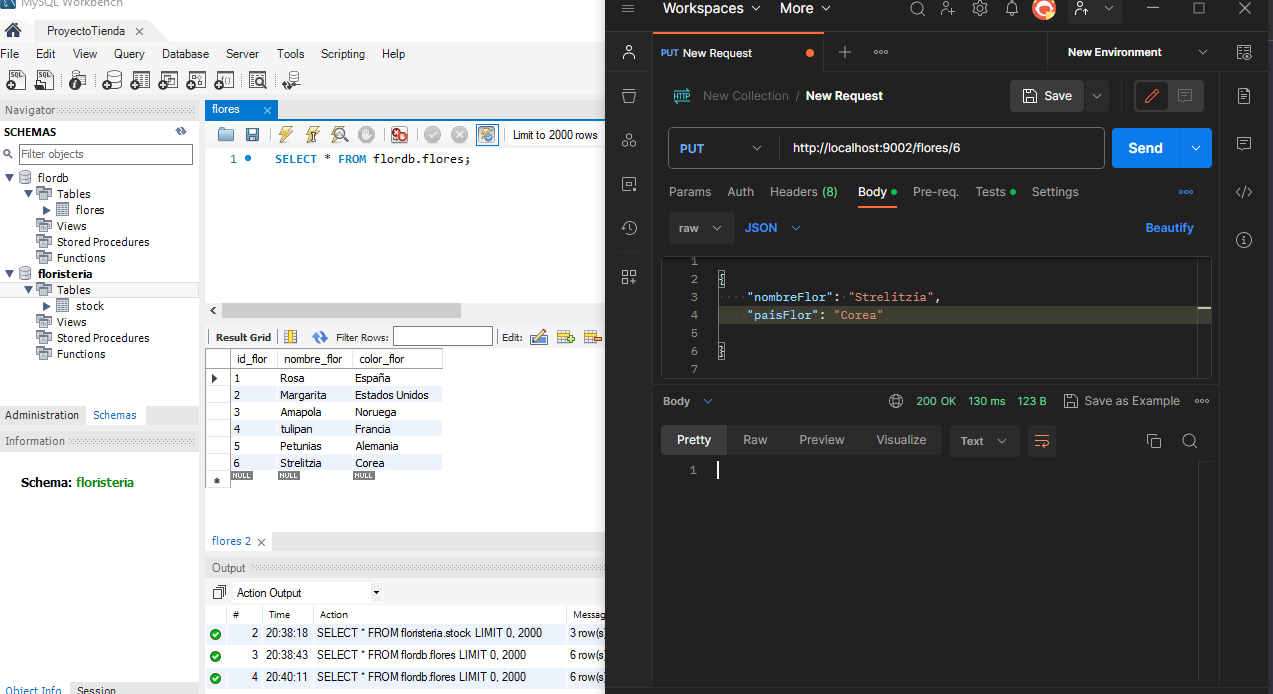 MySQL Workbench
ProyectoTienda
File Edit View Query Database Server Tools Scripting Help
Navigator
SCHEMAS
Filter objects
flordb
Tables
flores
Views
Stored Procedures
Functions
floristeria
Tables
stock
Views
Stored Procedures
Functions
Administration Schemas
Information
Schema: floristeria
Object Info Session
flores
Limit to 2000 rows
1 SELECT * FROM flordb.flores;
Result Grid Filter Rows: Edit:
id_flor nombre_flor color_flor
1 Rosa España
2 Margarita Estados Unidos
3 Amapola Noruega
4 tulipan Francia
5 Petunias Alemania
6 Strelitzia Corea
NULL NULL NULL
flores 2
Output
Action Output
# Time Action Messag
2 20:38:18 SELECT * FROM floristeria.stock LIMIT 0, 2000 3 row(s)
3 20:38:43 SELECT * FROM flordb.flores LIMIT 0, 2000 6 row(s)
4 20:40:11 SELECT * FROM flordb.flores LIMIT 0, 2000 6 row(s)
Workspaces More
PUT New Request
New Environment
HTTP New Collection / New Request
Save
PUT http://localhost:9002/flores/6
Send
Params Auth Headers (8) Body Pre-req. Tests Settings
raw JSON Beautify
1
2 {
3 "nombreFlor": "Strelitzia",
4 "paisFlor": "Corea"
5
6 }
7
Body 200 OK 130 ms 123 B Save as Example
Pretty Raw Preview Visualize Text
1